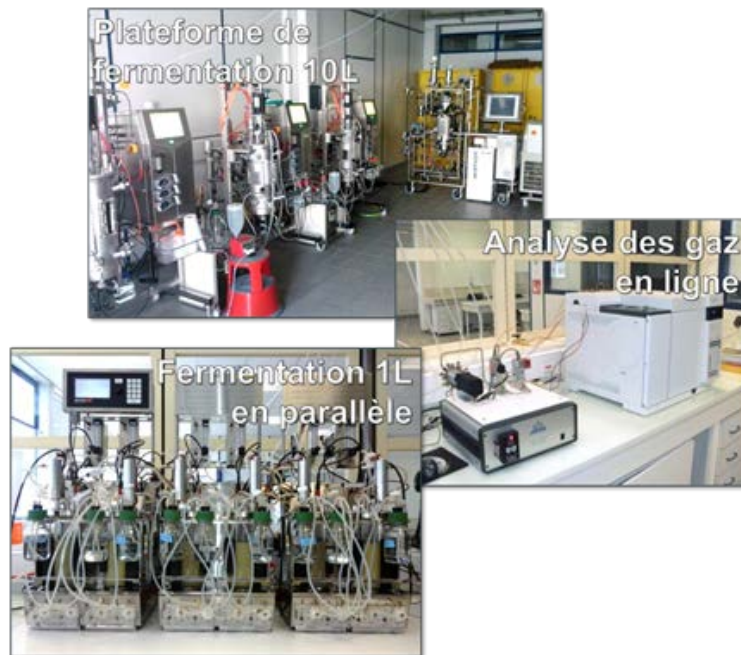 Plateforme de
fermentation 10L
Analyse des gaz
en ligne
Fermentation 1L
en parallèle